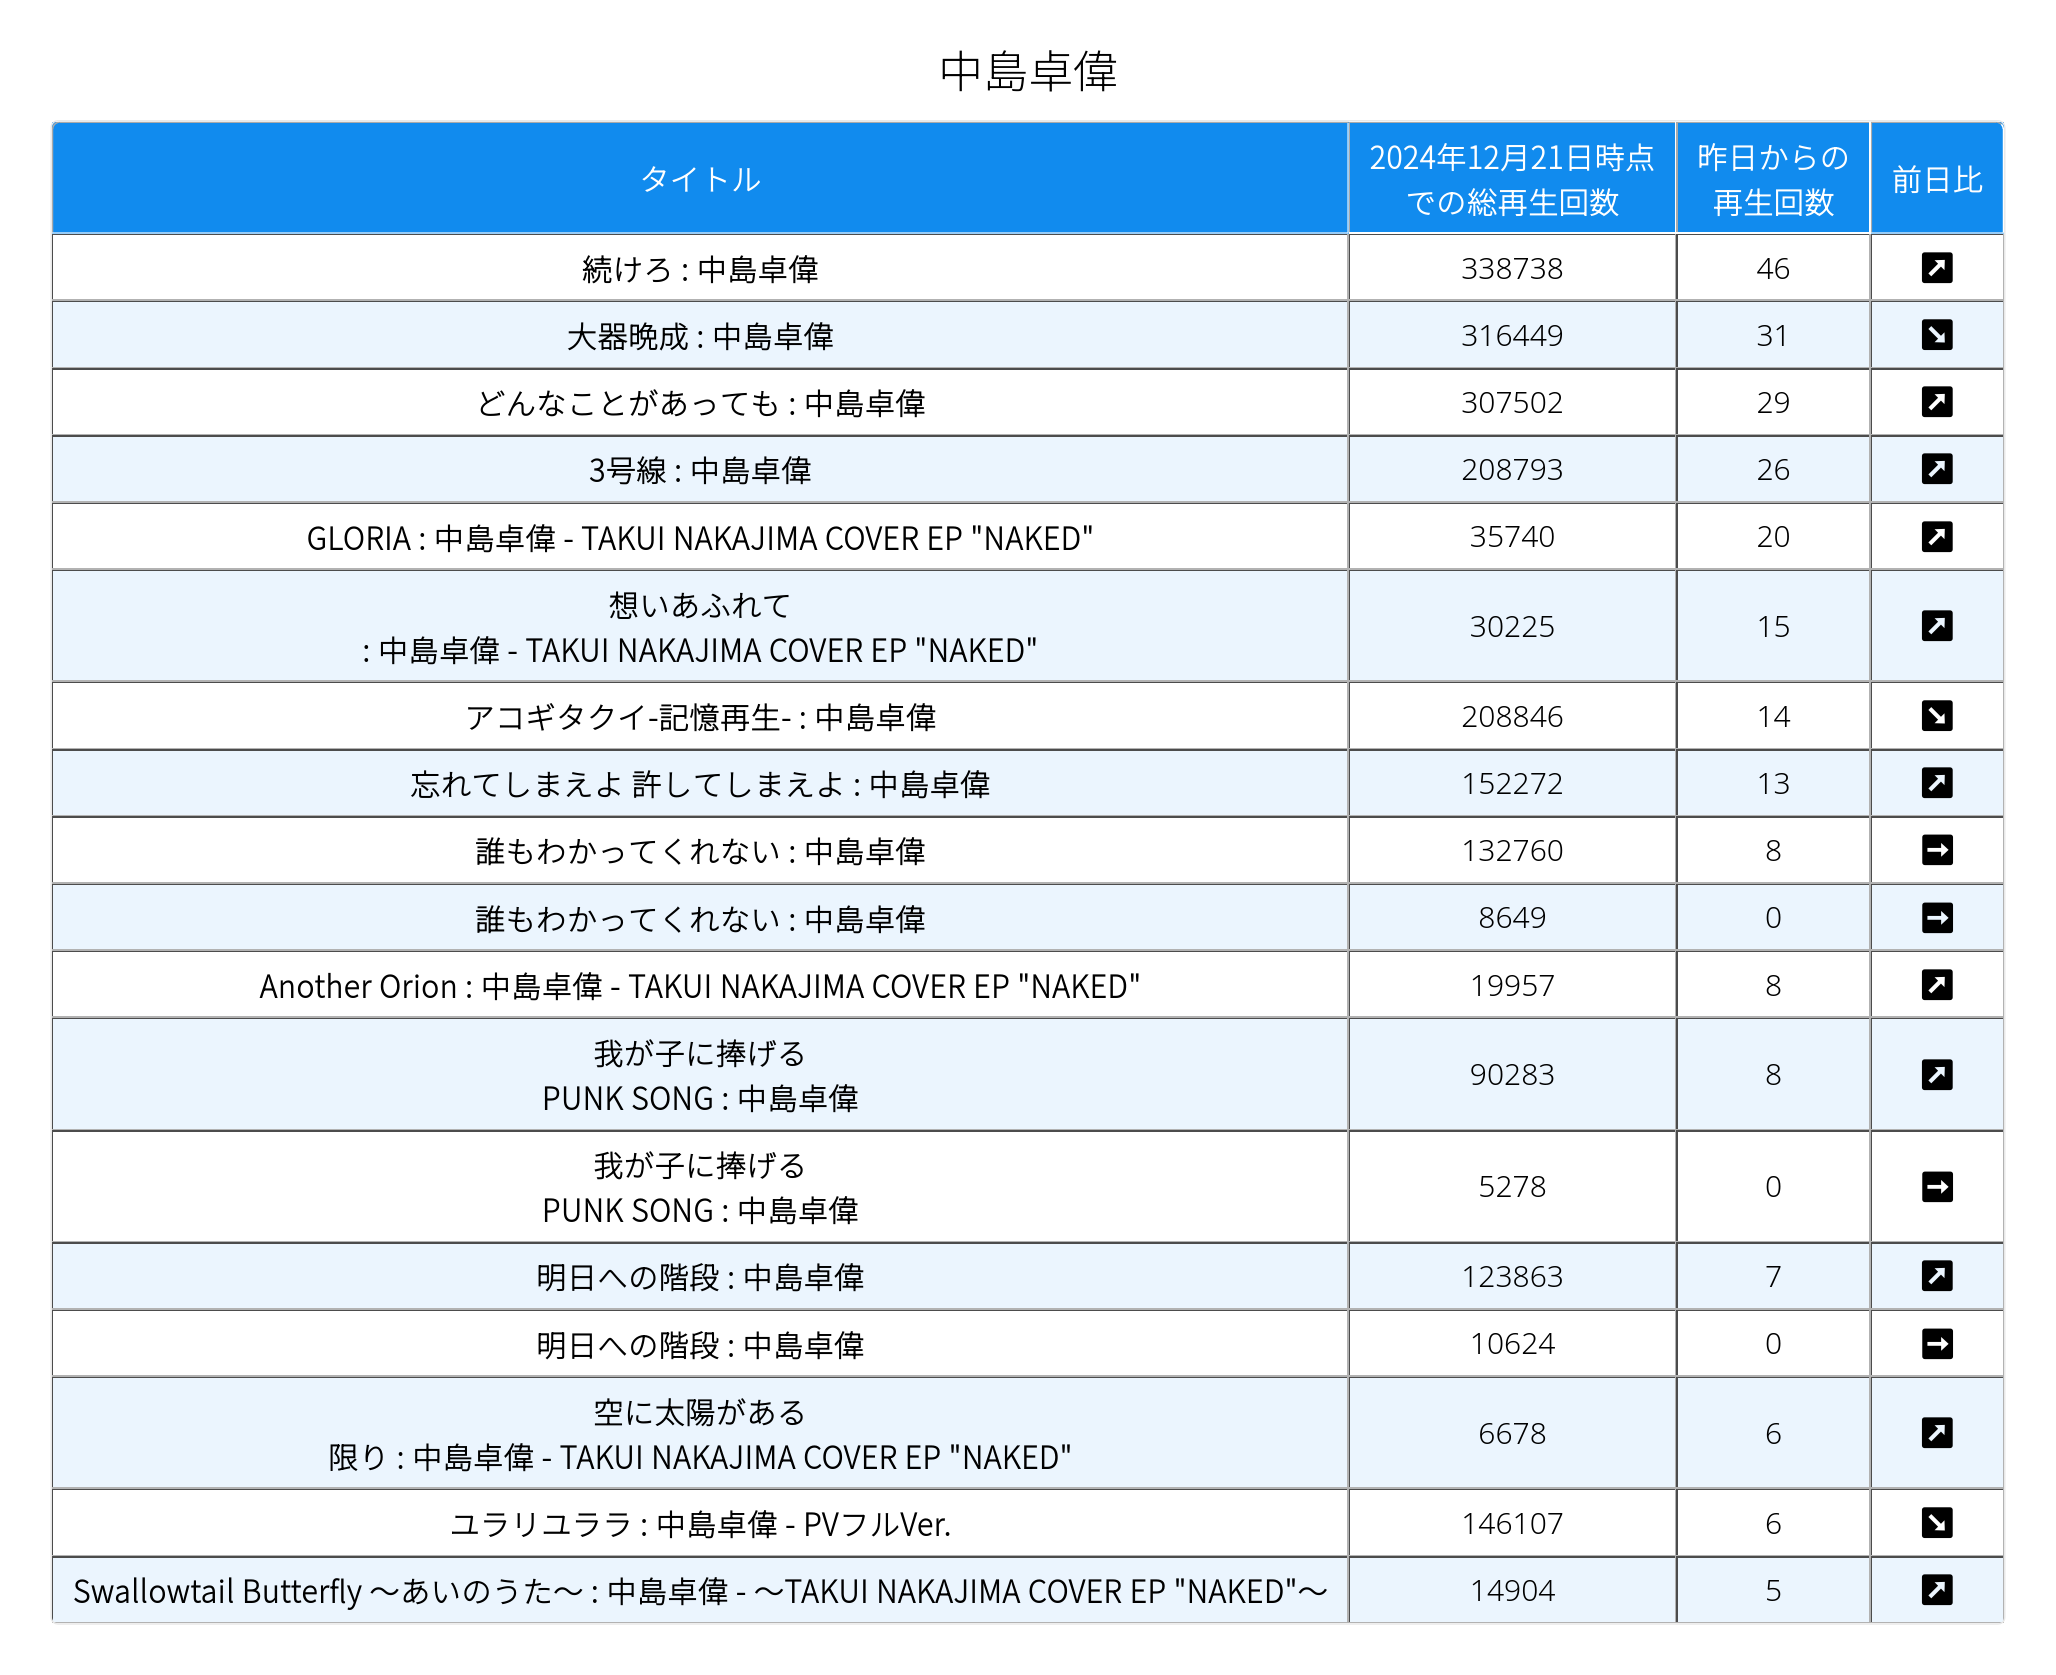 中島卓偉
タイトル
2024年12月21日時点
での総再生回数
昨日からの
再生回数
前日比
続けろ : 中島卓偉 338738 46
大器晩成 : 中島卓偉 316449 31
どんなことがあっても : 中島卓偉 307502 29
3号線 : 中島卓偉 208793 26
GLORIA : 中島卓偉 - TAKUI NAKAJIMA COVER EP "NAKED" 35740 20
想いあふれて
: 中島卓偉 - TAKUI NAKAJIMA COVER EP "NAKED" 30225 15
アコギタクイ-記憶再生- : 中島卓偉 208846 14
忘れてしまえよ 許してしまえよ : 中島卓偉 152272 13
誰もわかってくれない : 中島卓偉 132760 8
誰もわかってくれない : 中島卓偉 8649 0
Another Orion : 中島卓偉 - TAKUI NAKAJIMA COVER EP "NAKED" 19957 8
我が子に捧げる
PUNK SONG : 中島卓偉 90283 8
我が子に捧げる
PUNK SONG : 中島卓偉 5278 0
明日への階段 : 中島卓偉 123863 7
明日への階段 : 中島卓偉 10624 0
空に太陽がある
限り : 中島卓偉 - TAKUI NAKAJIMA COVER EP "NAKED" 6678 6
ユラリユララ : 中島卓偉 - PVフルVer. 146107 6
Swallowtail Butterfly 〜あいのうた〜 : 中島卓偉 - 〜TAKUI NAKAJIMA COVER EP "NAKED"〜 14904 5